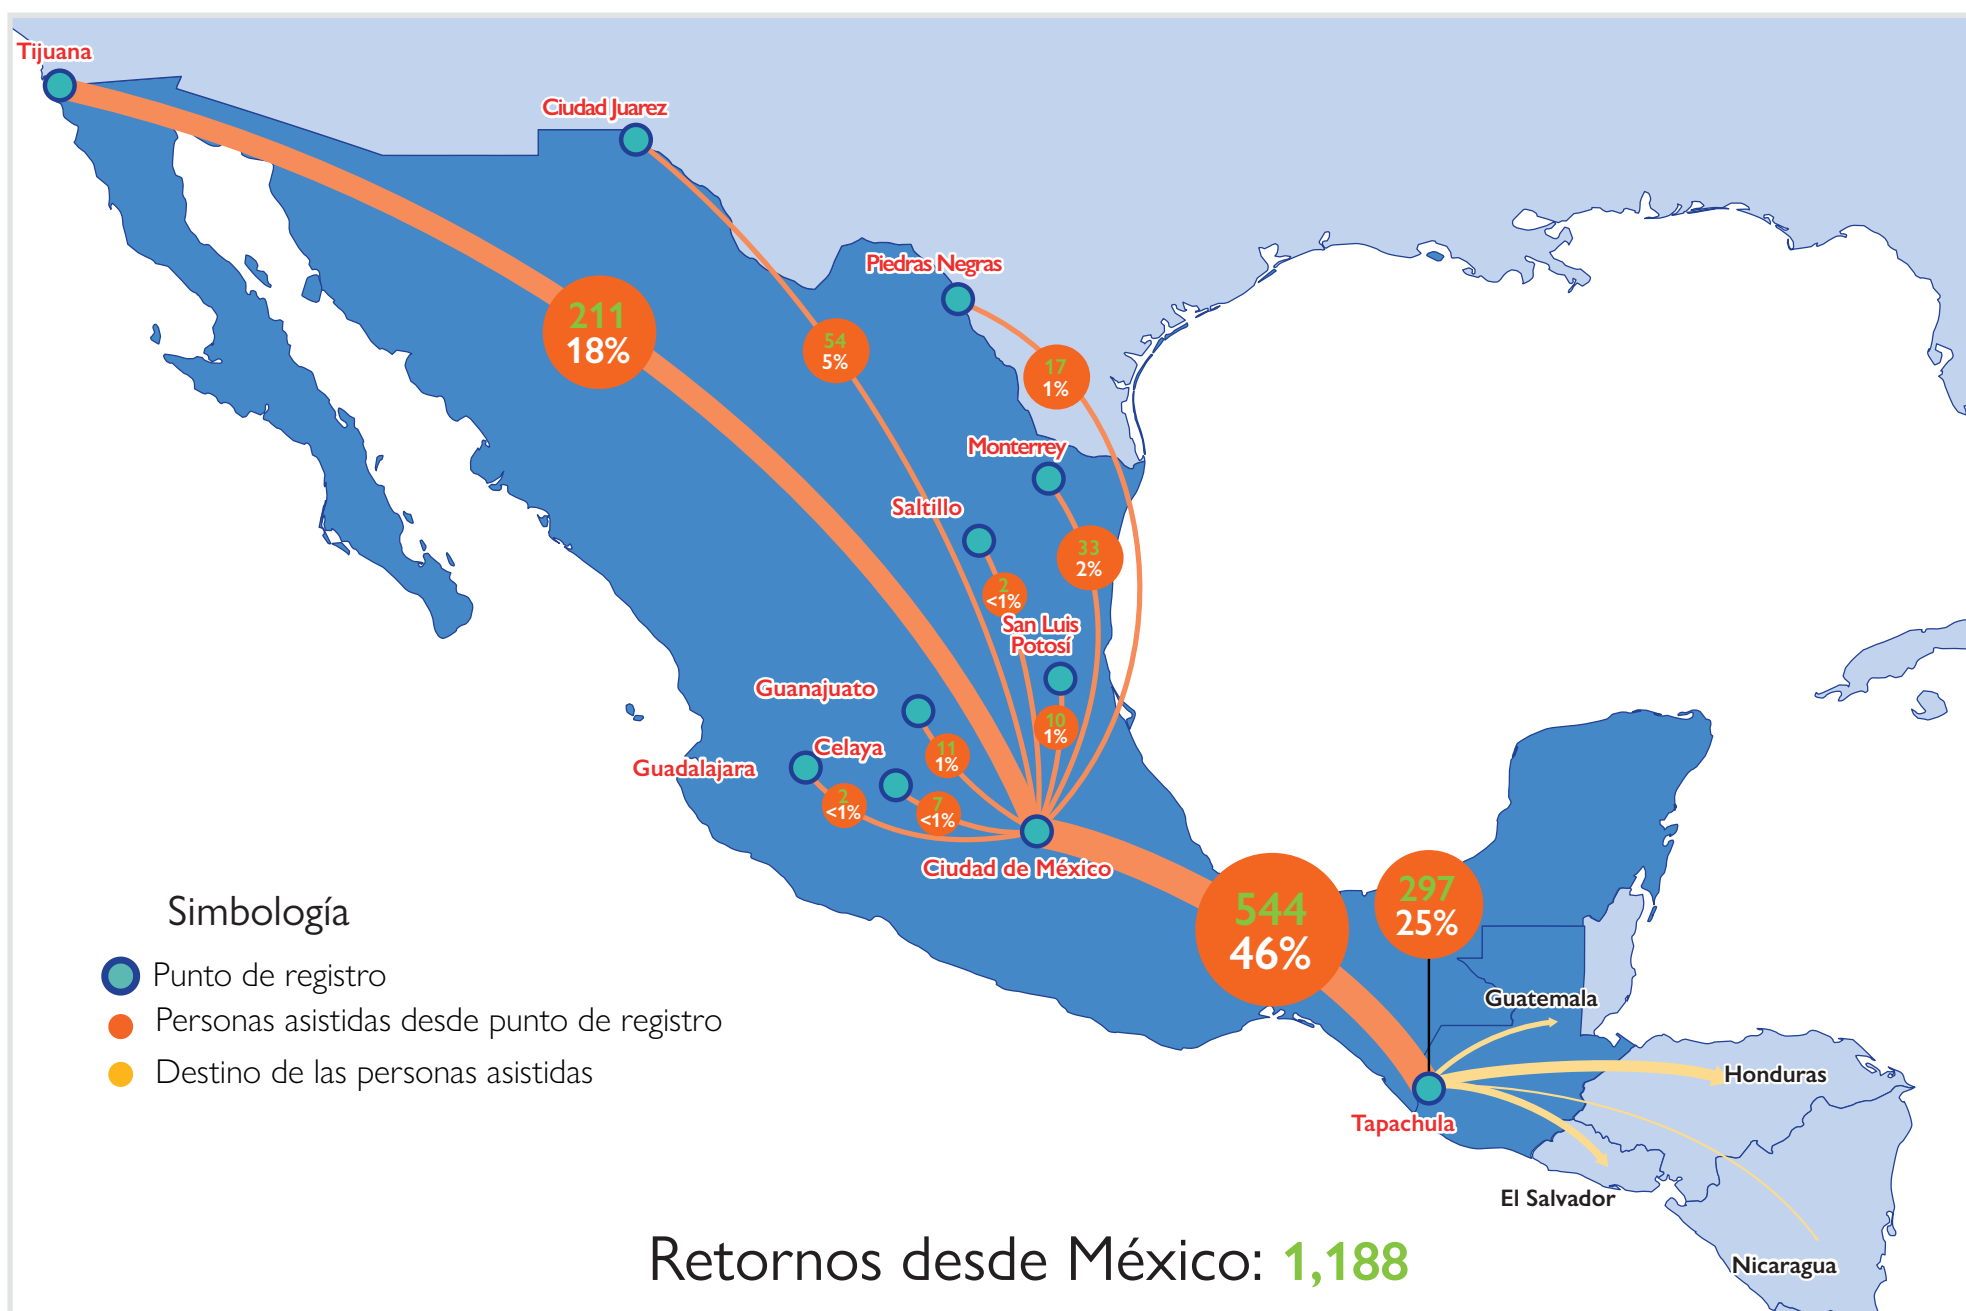 Tijuana
Ciudad Juarez
Piedras Negras
211
18%
54
5%
17
1%
Monterrey
Saltillo
33
2%
2
<1%
San Luis
Potosí
Guanajuato
10
1%
Celaya
11
1%
Guadalajara
2
<1%
7
<1%
Ciudad de México
544
46%
297
25%
Simbología
Punto de registro
Personas asistidas desde punto de registro
Destino de las personas asistidas
Guatemala
Honduras
Tapachula
El Salvador
Nicaragua
Retornos desde México: 1,188